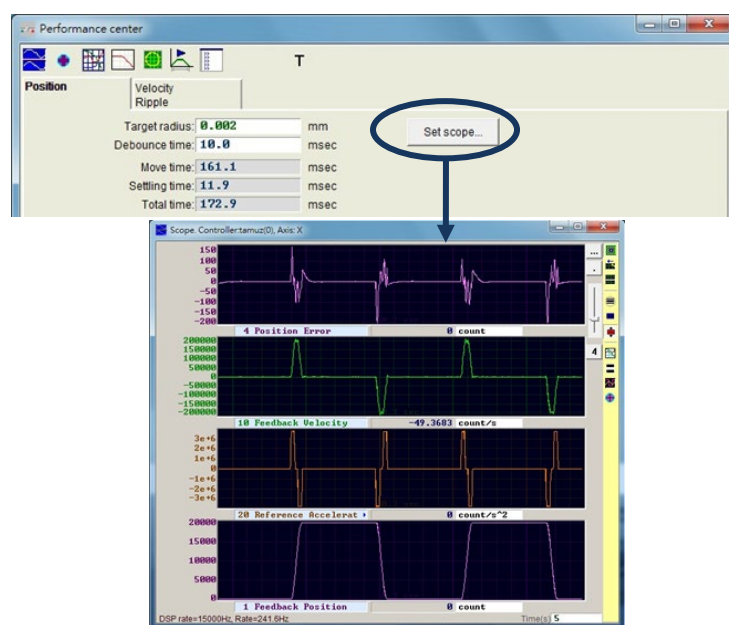 Performance center
T
Position
Velocity
Ripple
Target radius: 0.002 mm
Set scope...
Debounce time: 10.0 msec
Move time: 161.1 msec
Settling time: 11.9 msec
Total time: 172.9 msec
Scope. Controller:tamuz(0), Axis: X
150
100
50
0
-50
-100
-150
-200
...
.
4 Position Error 0 count
200000
150000
100000
50000
0
-50000
-100000
-150000
-200000
4
10 Feedback Velocity -49.3683 count/s
3e+6
2e+6
1e+6
0
-1e+6
-2e+6
-3e+6
20 Reference Accelerat 0 count/s^2
20000
15000
10000
5000
0
1 Feedback Position 0 count
DSP rate=15000Hz, Rate=241.6Hz Time(s) 5